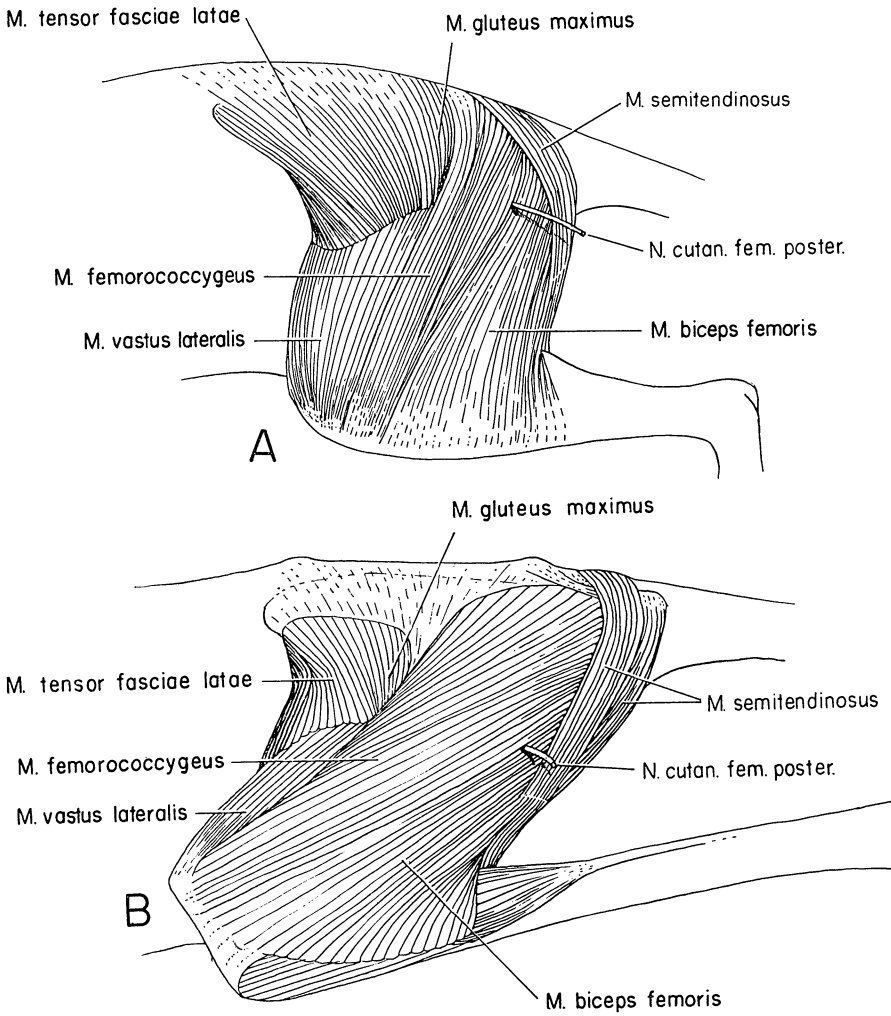 M. tensor fasciae latae
M. gluteus maximus
M. semitendinosus
N. cutan. fem. poster.
M. femorococcygeus
M. vastus lateralis
M. biceps femoris
A
M. gluteus maximus
M. tensor fasciae latae
M. semitendinosus
M. femorococcygeus
N. cutan. fem. poster.
M. vastus lateralis
B
M. biceps femoris